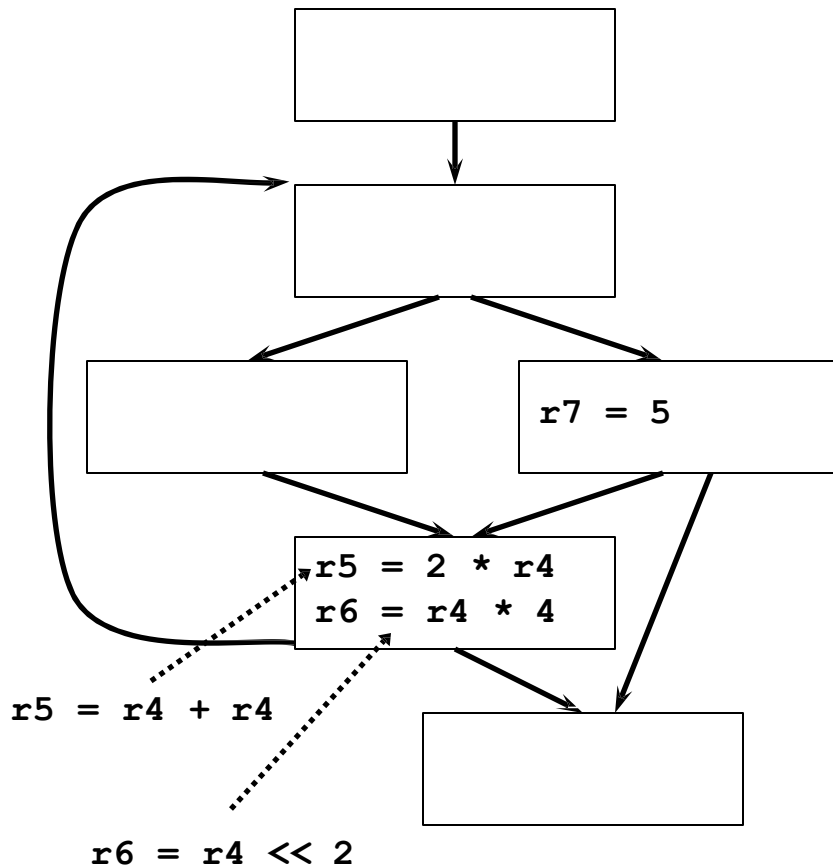 r7 = 5
r5 = 2 * r4
r6 = r4 * 4
r5 = r4 + r4
r6 = r4 << 2